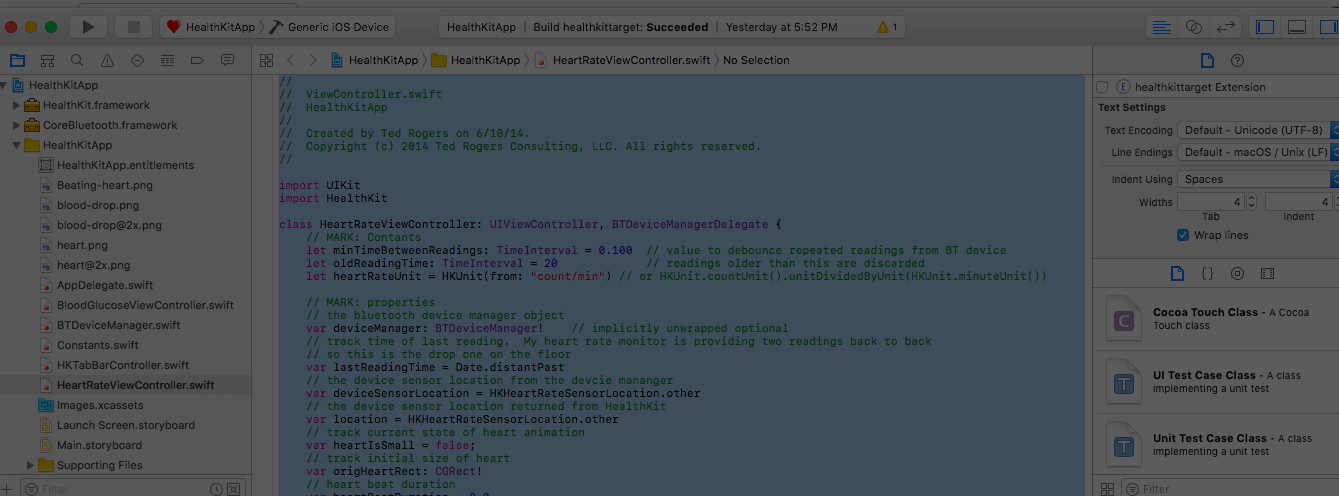 HealthKitApp
Generic iOS Device
HealthKitApp | Build healthkittarget: Succeeded | Yesterday at 5:52 PM
1
HealthKitApp
HealthKitApp
HeartRateViewController.swift
No Selection
HealthKitApp
HealthKit.framework
CoreBluetooth.framework
HealthKitApp
HealthKitApp.entitlements
Beating-heart.png
blood-drop.png
blood-drop@2x.png
heart.png
heart@2x.png
AppDelegate.swift
BloodGlucoseViewController.swift
BTDeviceManager.swift
Constants.swift
HKTabBarController.swift
HeartRateViewController.swift
Images.xcassets
Launch Screen.storyboard
Main.storyboard
Supporting Files
Filter
//
//  ViewController.swift
//  HealthKitApp
//
//  Created by Ted Rogers on 6/10/14.
//  Copyright (c) 2014 Ted Rogers Consulting, LLC. All rights reserved.
//
import UIKit
import HealthKit
class HeartRateViewController: UIViewController, BTDeviceManagerDelegate {
// MARK: Contants
let minTimeBetweenReadings: TimeInterval = 0.100  // value to debounce repeated readings from BT device
let oldReadingTime: TimeInterval = 20             // readings older than this are discarded
let heartRateUnit = HKUnit(from: "count/min") // or HKUnit.countUnit().unitDividedByUnit(HKUnit.minuteUnit())
// MARK: properties
// the bluetooth device manager object
var deviceManager: BTDeviceManager!    // implicitly unwrapped optional
// track time of last reading.  My heart rate monitor is providing two readings back to back
// so this is the drop one on the floor
var lastReadingTime = Date.distantPast
// the device sensor location from the devcie mananger
var deviceSensorLocation = HKHeartRateSensorLocation.other
// the device sensor location returned from HealthKit
var location = HKHeartRateSensorLocation.other
// track current state of heart animation
var heartIsSmall = false;
// track initial size of heart
var origHeartRect: CGRect!
// heart beat duration
var heartBeatDuration = 0.0
E healthkittarget Extension
Text Settings
Text Encoding Default - Unicode (UTF-8)
Line Endings Default - macOS / Unix (LF)
Indent Using Spaces
Widths 4 4
Tab Indent
Wrap lines
{}
C
Cocoa Touch Class - A Cocoa
Touch class
T
UI Test Case Class - A class
implementing a unit test
T
Unit Test Case Class - A class
implementing a unit test
Filter